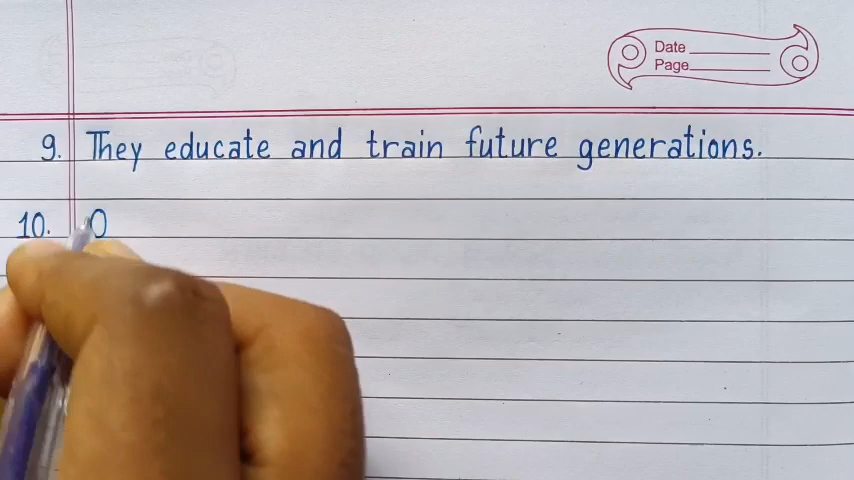 Date
Page
9. They educate and train future generations.
10. O